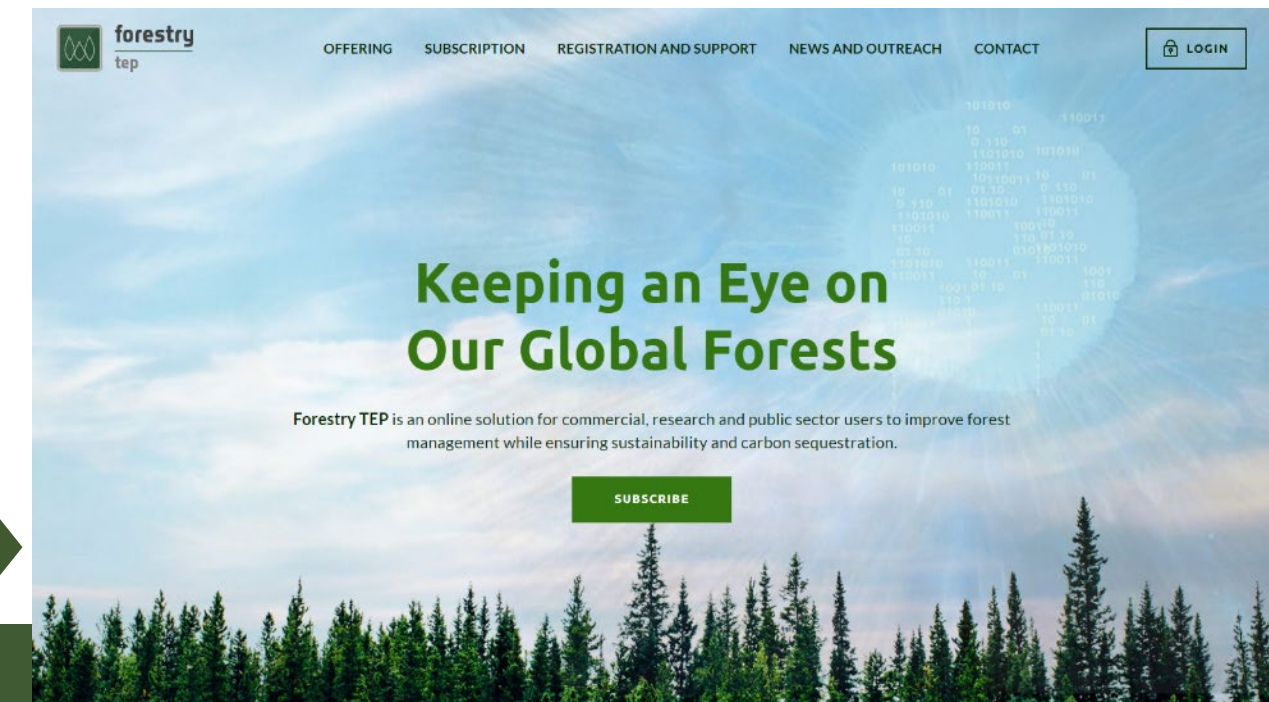 forestry
tep
OFFERING SUBSCRIPTION REGISTRATION AND SUPPORT NEWS AND OUTREACH CONTACT
LOGIN
Keeping an Eye on
Our Global Forests
Forestry TEP is an online solution for commercial, research and public sector users to improve forest
management while ensuring sustainability and carbon sequestration.
SUBSCRIBE